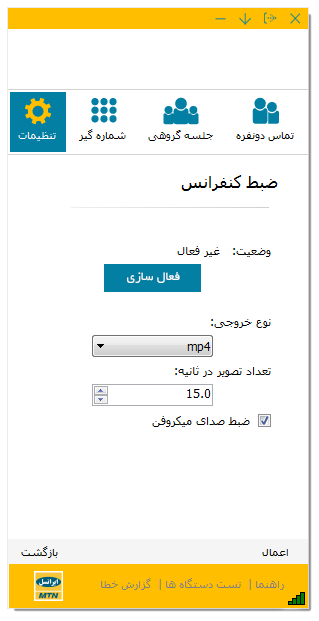 تماس دونفره جلسه گروهی شماره گیر تنظیمات
ضبط کنفرانس
وضعیت: غیر فعال
فعال سازی
نوع خروجی:
mp4
تعداد تصویر در ثانیه:
15.0
ضبط صدای میکروفن
اعمال بازگشت
راهنما | تست دستگاه ها | گزارش خطا
ایرانسل
MTN